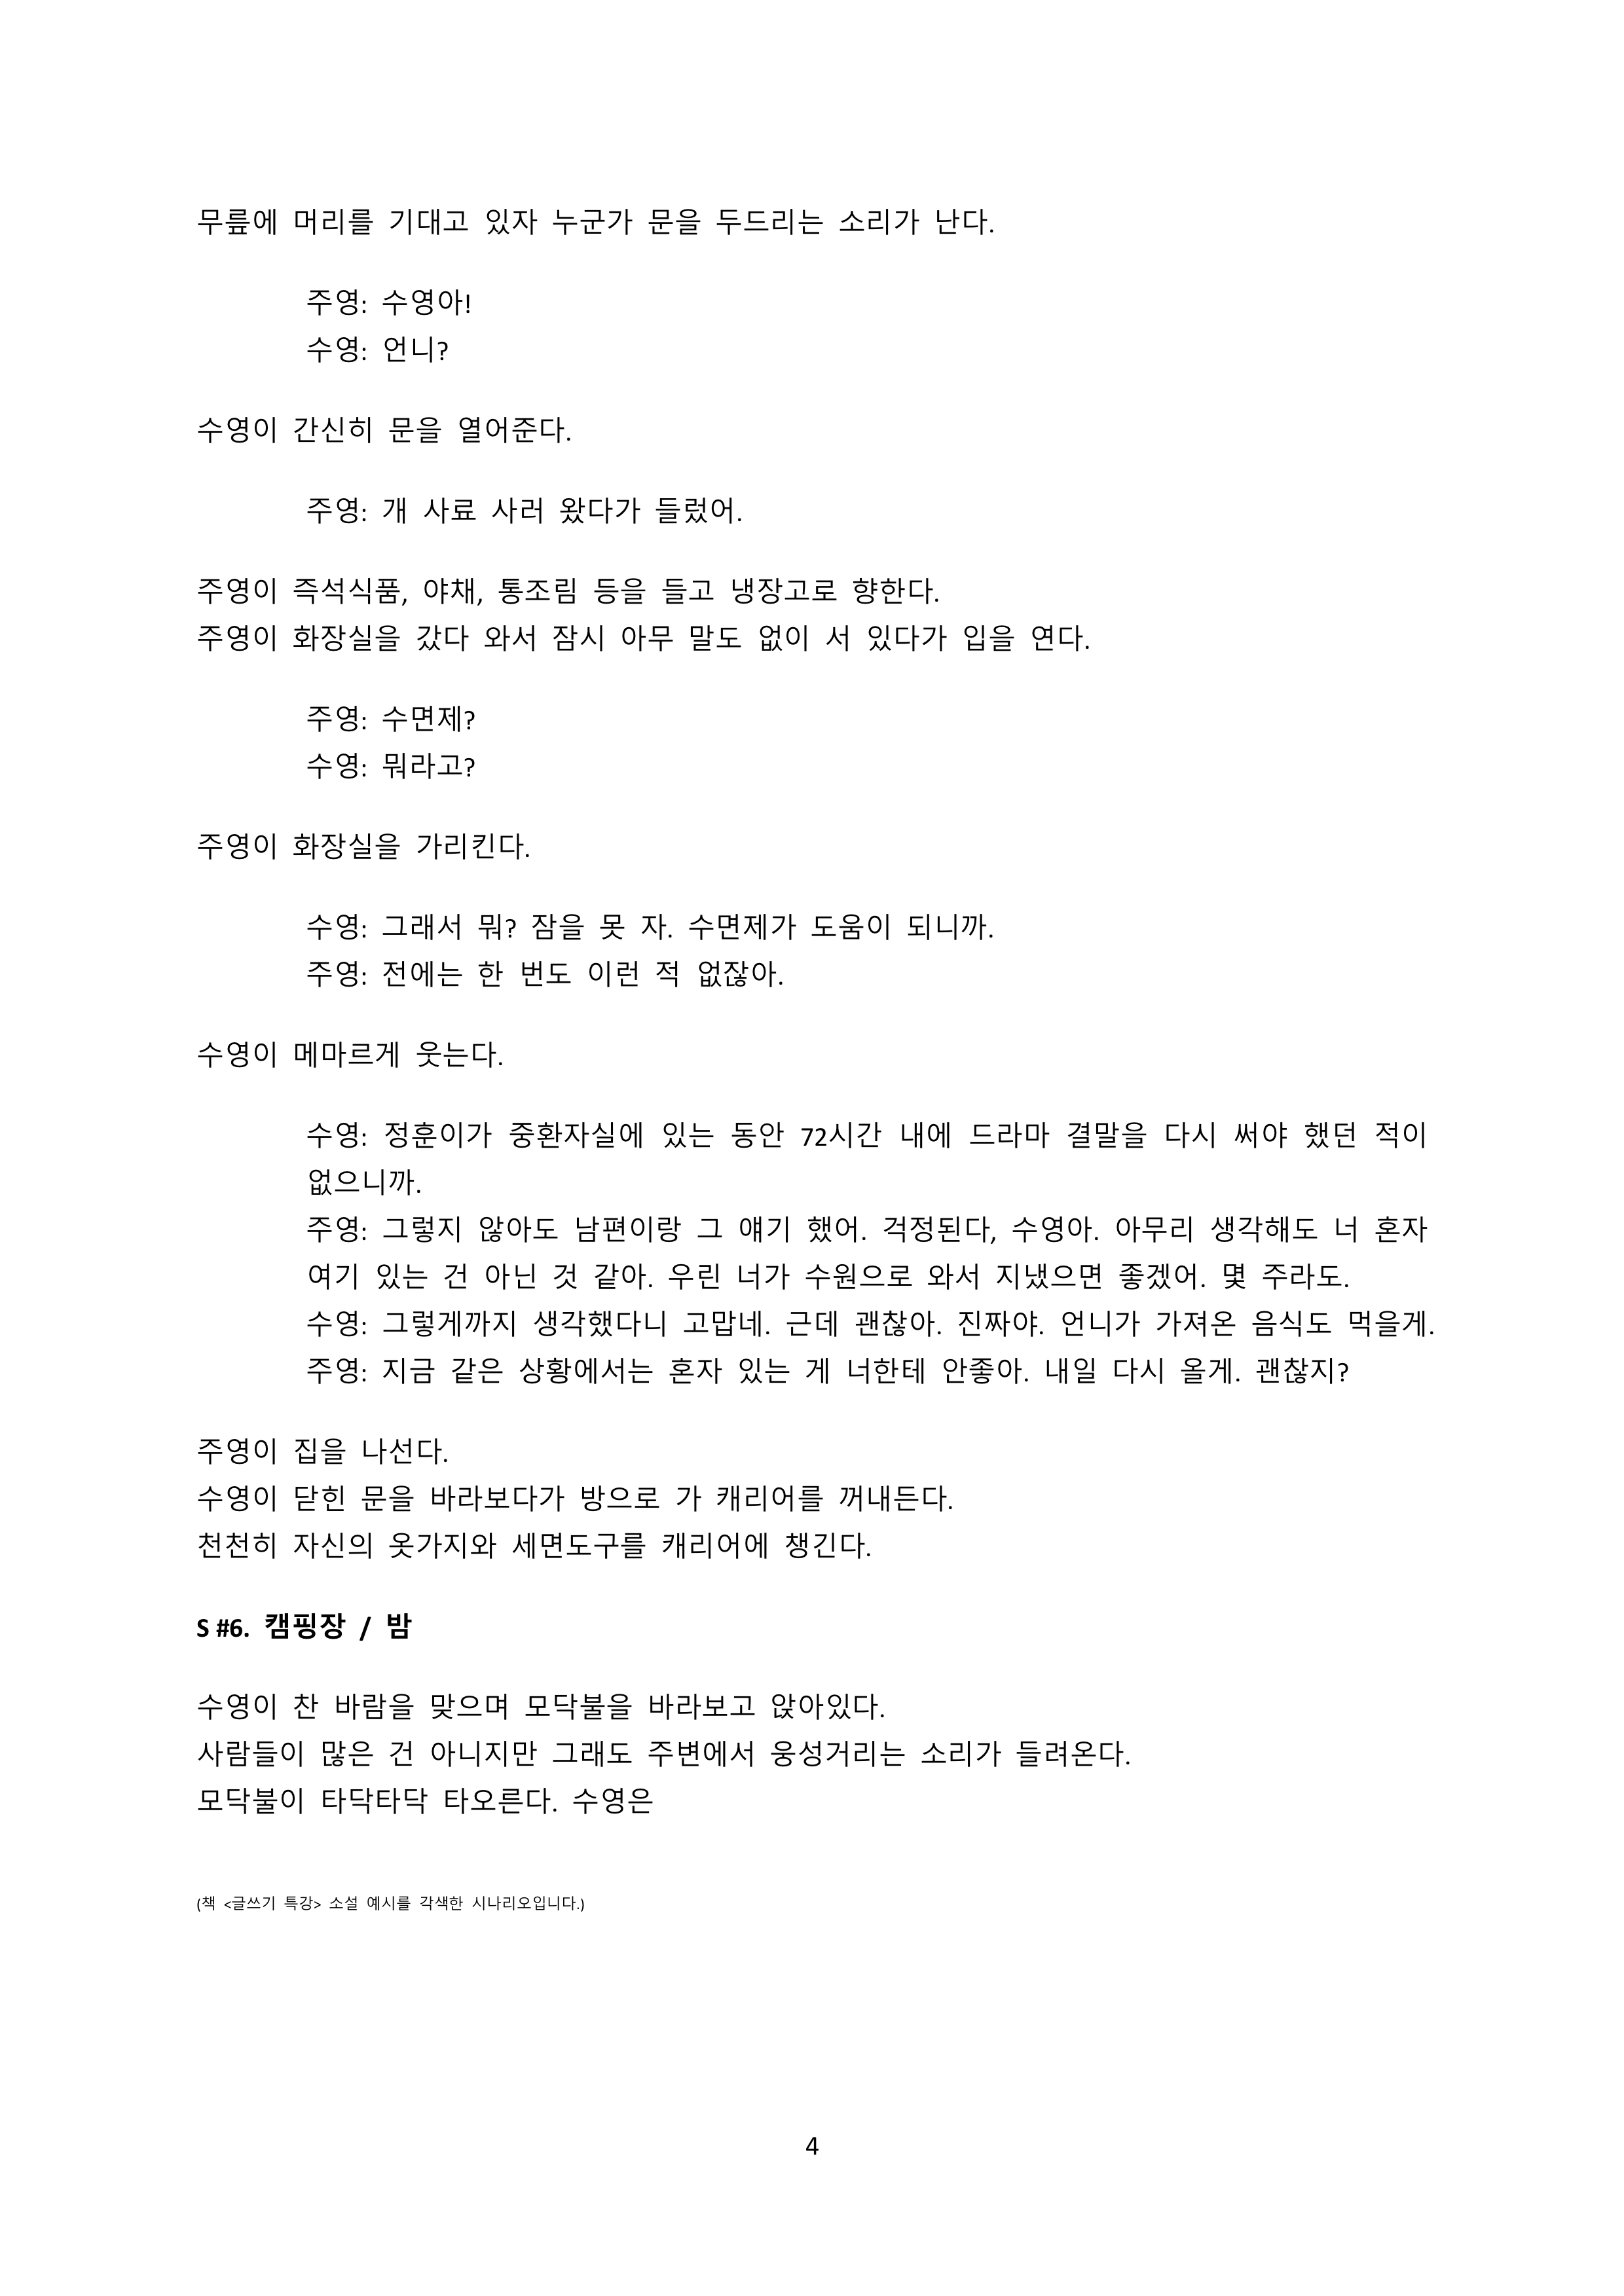 무릎에 머리를 기대고 있자 누군가 문을 두드리는 소리가 난다.
주영: 수영아!
수영: 언니?
수영이 간신히 문을 열어준다.
주영: 개 사료 사러 왔다가 들렀어.
주영이 즉석식품, 야채, 통조림 등을 들고 냉장고로 향한다.
주영이 화장실을 갔다 와서 잠시 아무 말도 없이 서 있다가 입을 연다.
주영: 수면제?
수영: 뭐라고?
주영이 화장실을 가리킨다.
수영: 그래서 뭐? 잠을 못 자. 수면제가 도움이 되니까.
주영: 전에는 한 번도 이런 적 없잖아.
수영이 메마르게 웃는다.
수영: 정훈이가 중환자실에 있는 동안 72시간 내에 드라마 결말을 다시 써야 했던 적이
없으니까.
주영: 그렇지 않아도 남편이랑 그 얘기 했어. 걱정된다, 수영아. 아무리 생각해도 너 혼자
여기 있는 건 아닌 것 같아. 우린 너가 수원으로 와서 지냈으면 좋겠어. 몇 주라도.
수영: 그렇게까지 생각했다니 고맙네. 근데 괜찮아. 진짜야. 언니가 가져온 음식도 먹을게.
주영: 지금 같은 상황에서는 혼자 있는 게 너한테 안좋아. 내일 다시 올게. 괜찮지?
주영이 집을 나선다.
수영이 닫힌 문을 바라보다가 방으로 가 캐리어를 꺼내든다.
천천히 자신의 옷가지와 세면도구를 캐리어에 챙긴다.
S #6. 캠핑장 / 밤
수영이 찬 바람을 맞으며 모닥불을 바라보고 앉아있다.
사람들이 많은 건 아니지만 그래도 주변에서 웅성거리는 소리가 들려온다.
모닥불이 타닥타닥 타오른다. 수영은
(책 <글쓰기 특강> 소설 예시를 각색한 시나리오입니다.)
4